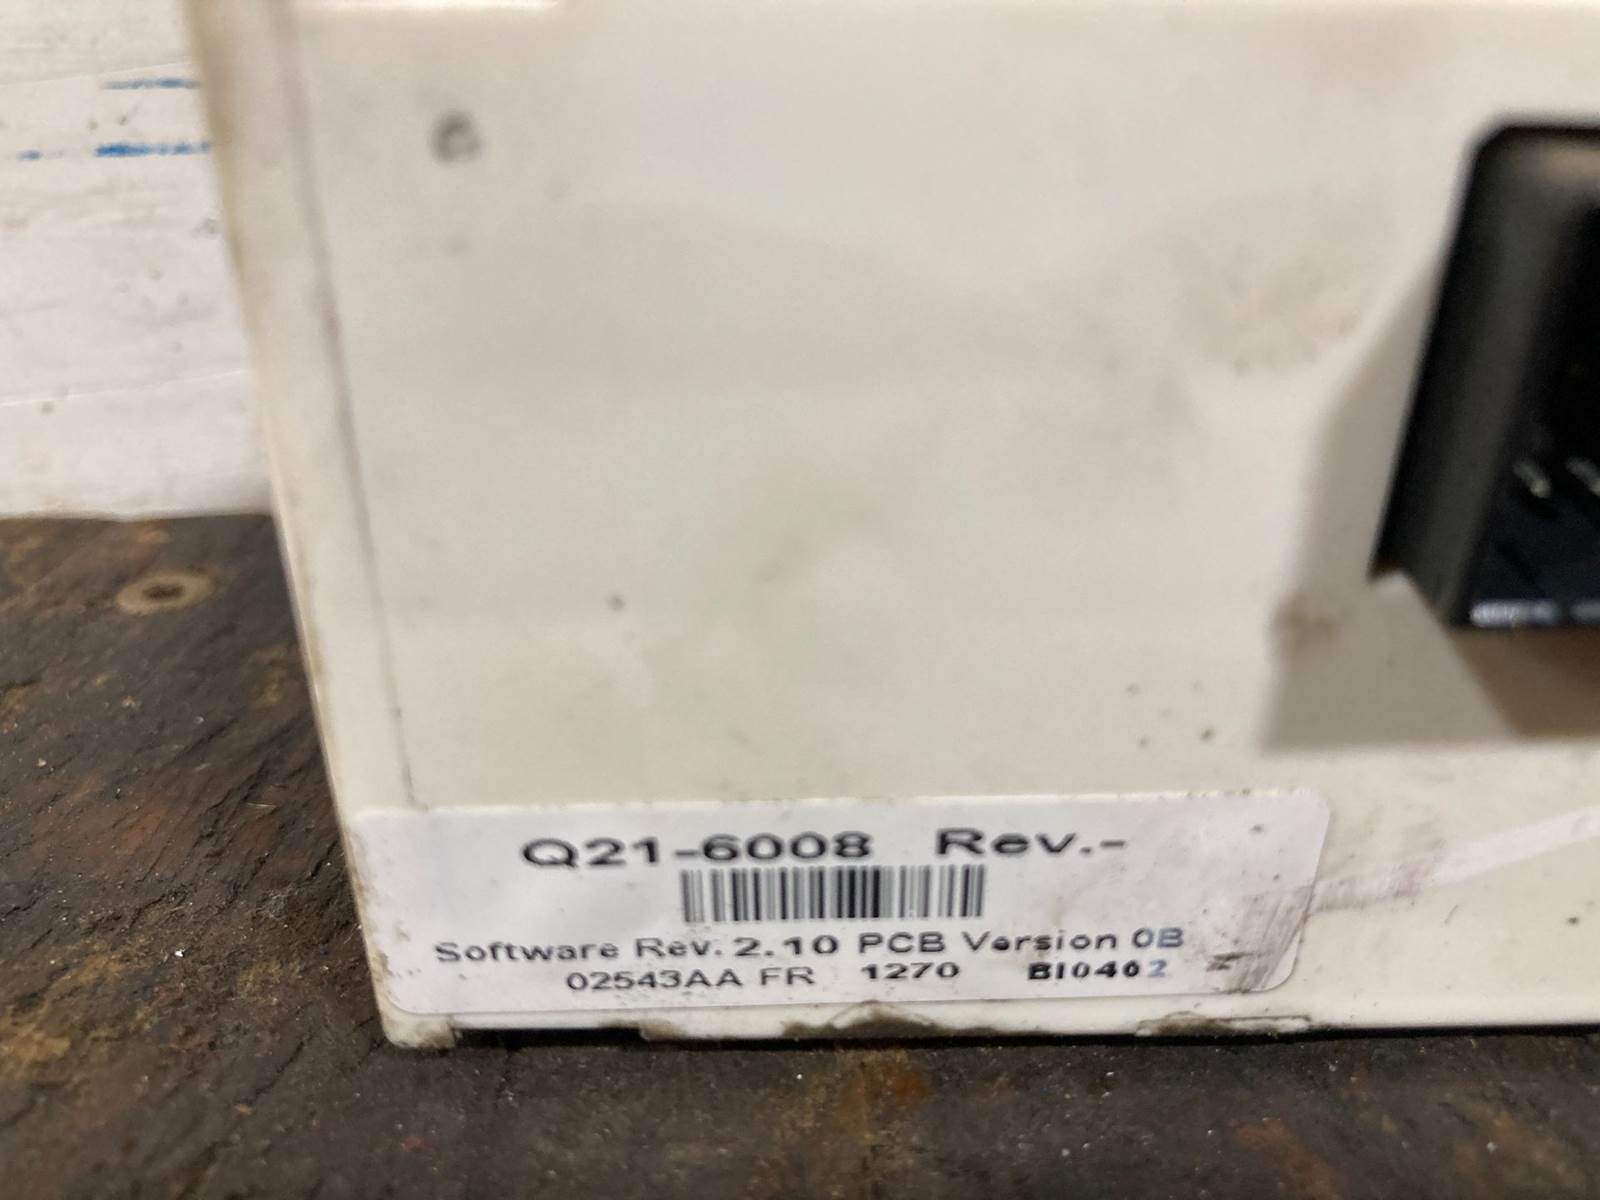 Q21-6008 Rev.-
Software Rev. 2.10 PCB Version 0B
02543AA FR 1270 BI0402